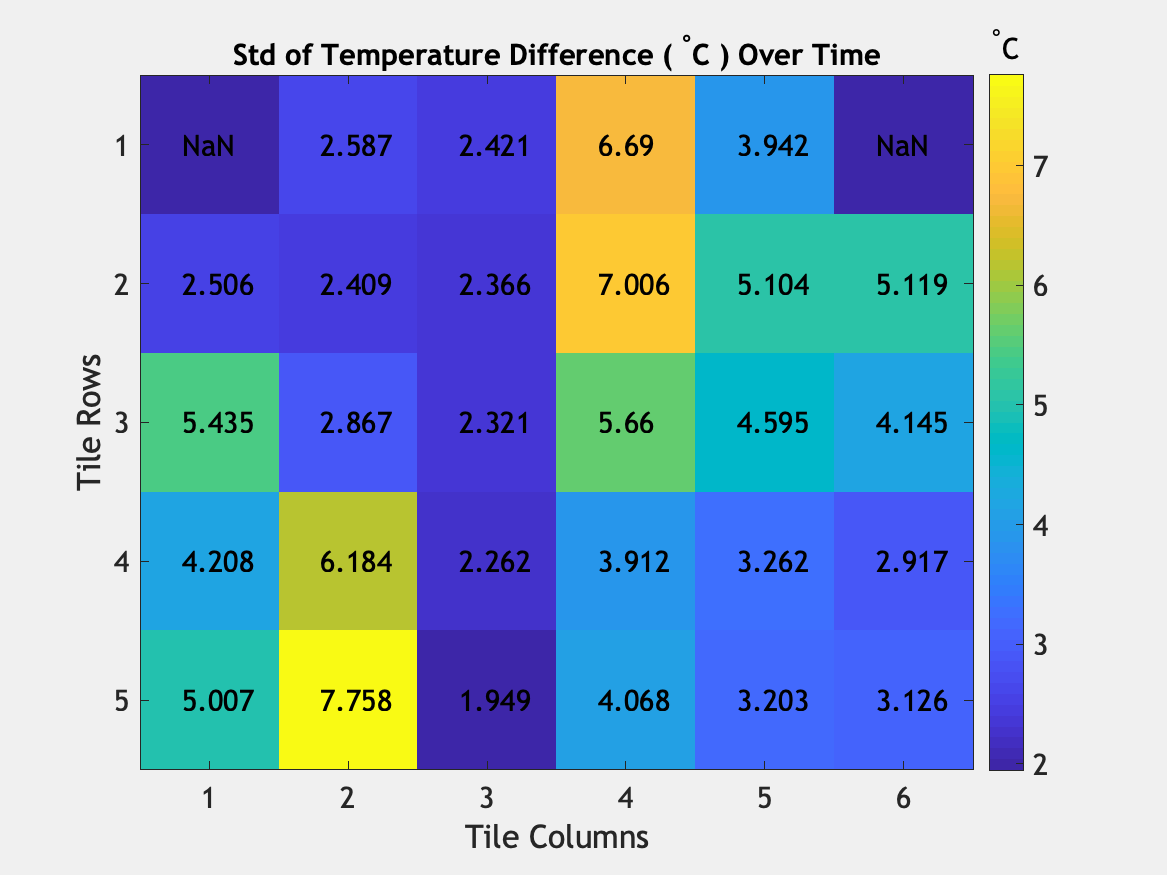 Std of Temperature Difference ( °C ) Over Time
°C
1 NaN 2.587 2.421 6.69 3.942 NaN
2 2.506 2.409 2.366 7.006 5.104 5.119
3 5.435 2.867 2.321 5.66 4.595 4.145
4 4.208 6.184 2.262 3.912 3.262 2.917
5 5.007 7.758 1.949 4.068 3.203 3.126
1 2 3 4 5 6
Tile Rows
Tile Columns
7
6
5
4
3
2